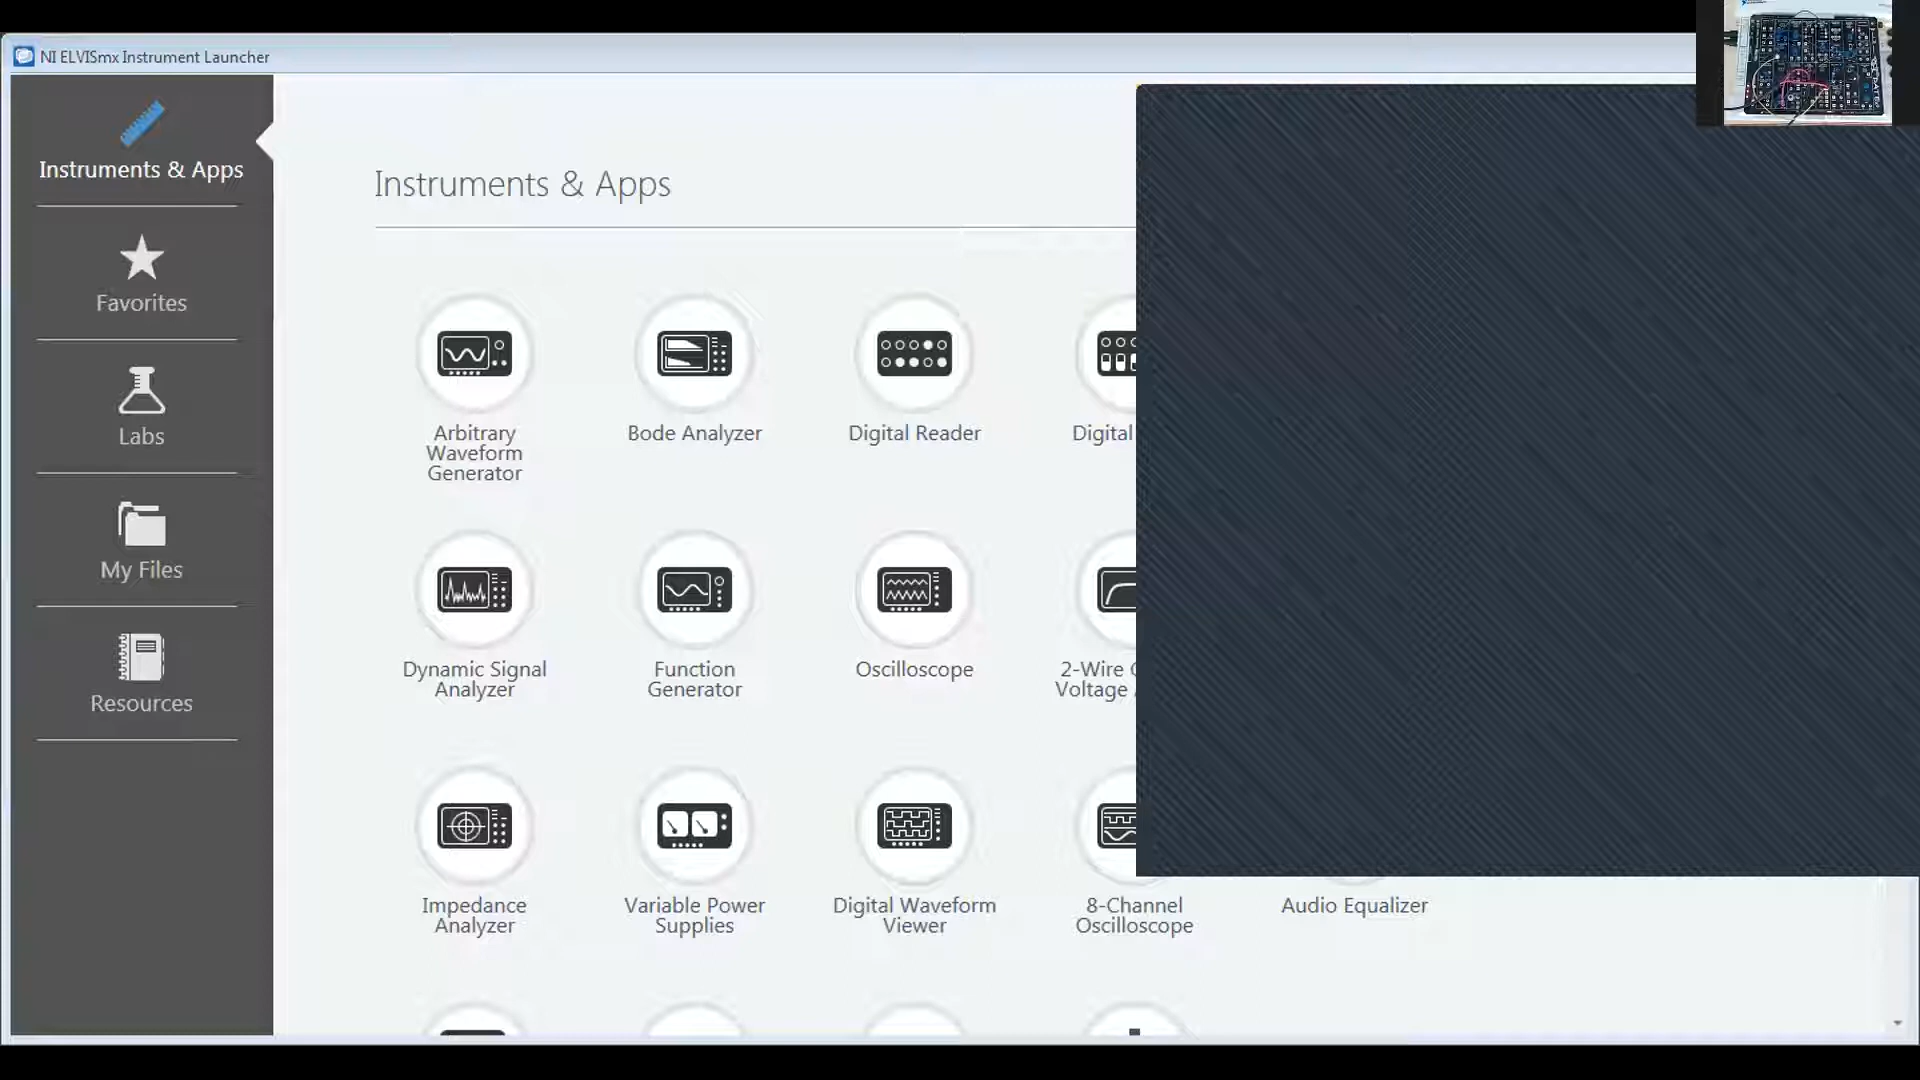 NI ELVISmx Instrument Launcher
Instruments & Apps
Favorites
Labs
My Files
Resources
Instruments & Apps
Arbitrary
Waveform
Generator
Bode Analyzer
Digital Reader
Digital
Dynamic Signal
Analyzer
Function
Generator
Oscilloscope
2-Wire
Voltage
Impedance
Analyzer
Variable Power
Supplies
Digital Waveform
Viewer
8-Channel
Oscilloscope
Audio Equalizer